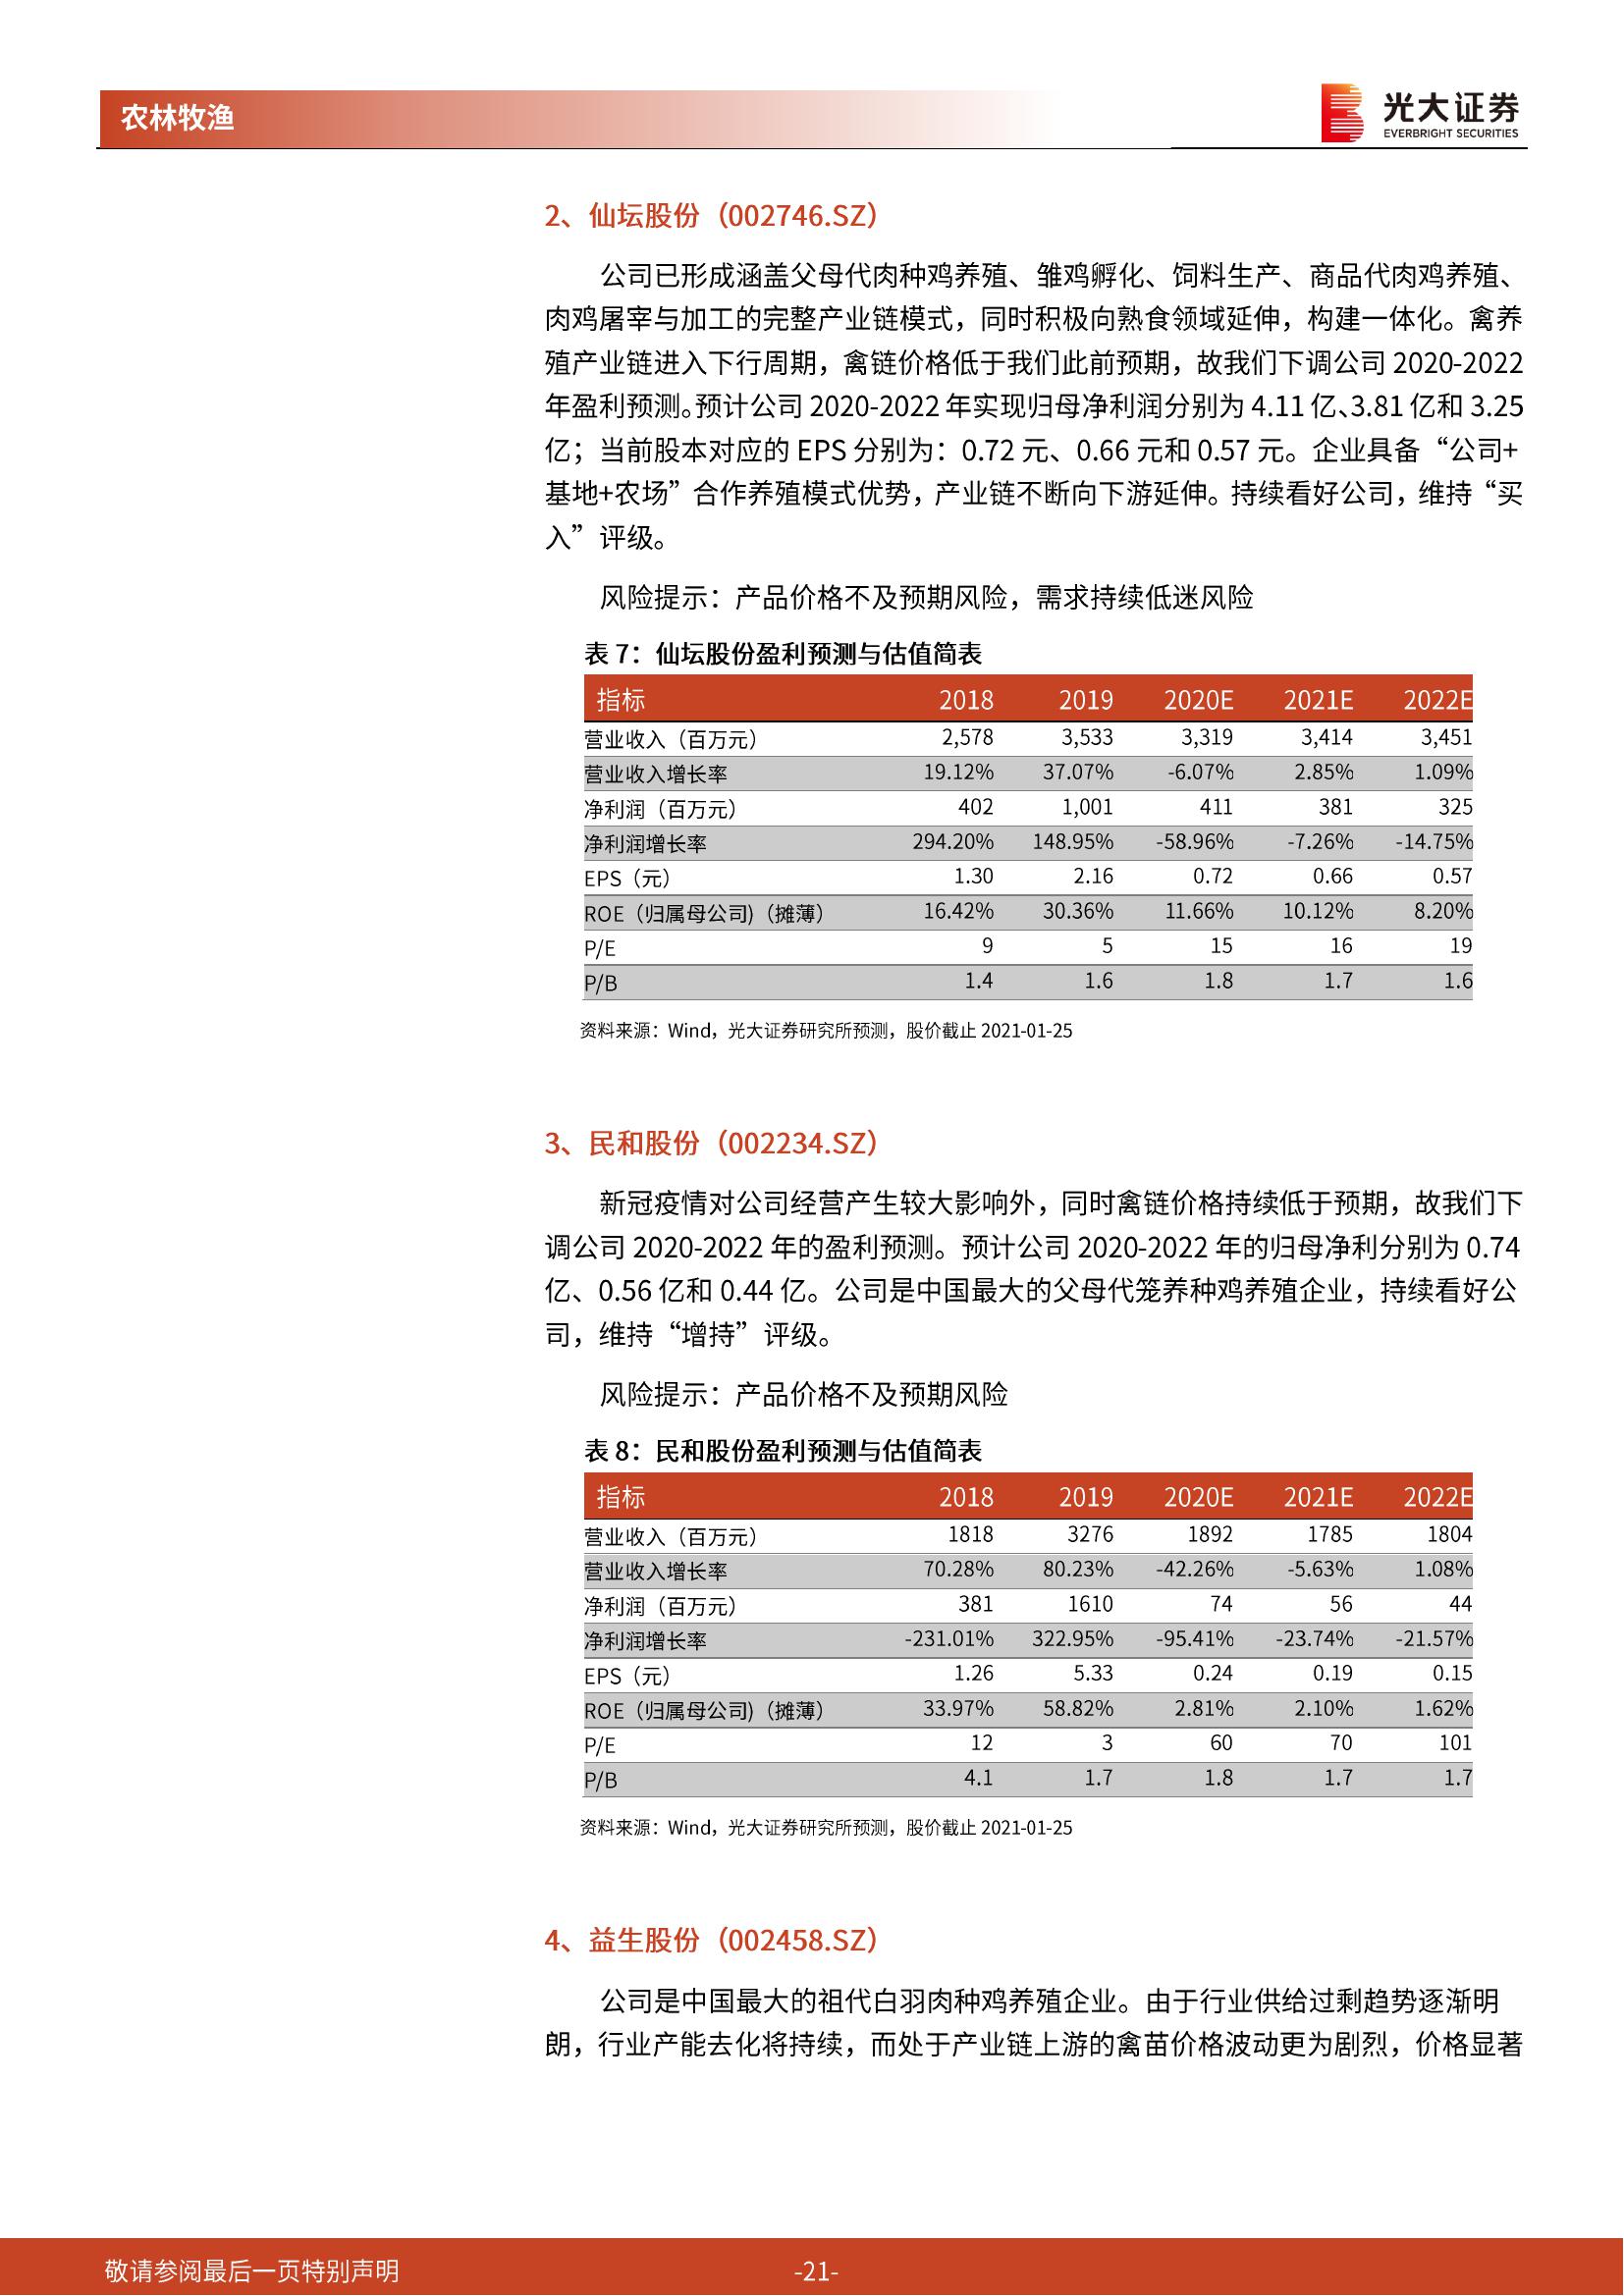 农林牧渔
光大证券
EVERBRIGHT SECURITIES
2、仙坛股份（002746.SZ）
公司已形成涵盖父母代肉种鸡养殖、雏鸡孵化、饲料生产、商品代肉鸡养殖、
肉鸡屠宰与加工的完整产业链模式，同时积极向熟食领域延伸，构建一体化。禽养
殖产业链进入下行周期，禽链价格低于我们此前预期，故我们下调公司 2020-2022
年盈利预测。预计公司 2020-2022 年实现归母净利润分别为 4.11 亿、3.81 亿和 3.25
亿；当前股本对应的 EPS 分别为：0.72 元、0.66 元和 0.57 元。企业具备“公司+
基地+农场”合作养殖模式优势，产业链不断向下游延伸。持续看好公司，维持“买
入”评级。
风险提示：产品价格不及预期风险，需求持续低迷风险
表 7：仙坛股份盈利预测与估值简表
指标 2018 2019 2020E 2021E 2022E
营业收入（百万元） 2,578 3,533 3,319 3,414 3,451
营业收入增长率 19.12% 37.07% -6.07% 2.85% 1.09%
净利润（百万元） 402 1,001 411 381 325
净利润增长率 294.20% 148.95% -58.96% -7.26% -14.75%
EPS（元） 1.30 2.16 0.72 0.66 0.57
ROE（归属母公司)（摊薄） 16.42% 30.36% 11.66% 10.12% 8.20%
P/E 9 5 15 16 19
P/B 1.4 1.6 1.8 1.7 1.6
资料来源：Wind，光大证券研究所预测，股价截止 2021-01-25
3、民和股份（002234.SZ）
新冠疫情对公司经营产生较大影响外，同时禽链价格持续低于预期，故我们下
调公司 2020-2022 年的盈利预测。预计公司 2020-2022 年的归母净利分别为 0.74
亿、0.56 亿和 0.44 亿。公司是中国最大的父母代笼养种鸡养殖企业，持续看好公
司，维持“增持”评级。
风险提示：产品价格不及预期风险
表 8：民和股份盈利预测与估值简表
指标 2018 2019 2020E 2021E 2022E
营业收入（百万元） 1818 3276 1892 1785 1804
营业收入增长率 70.28% 80.23% -42.26% -5.63% 1.08%
净利润（百万元） 381 1610 74 56 44
净利润增长率 -231.01% 322.95% -95.41% -23.74% -21.57%
EPS（元） 1.26 5.33 0.24 0.19 0.15
ROE（归属母公司)（摊薄） 33.97% 58.82% 2.81% 2.10% 1.62%
P/E 12 3 60 70 101
P/B 4.1 1.7 1.8 1.7 1.7
资料来源：Wind，光大证券研究所预测，股价截止 2021-01-25
4、益生股份（002458.SZ）
公司是中国最大的祖代白羽肉种鸡养殖企业。由于行业供给过剩趋势逐渐明
朗，行业产能去化将持续，而处于产业链上游的禽苗价格波动更为剧烈，价格显著
敬请参阅最后一页特别声明 -21-